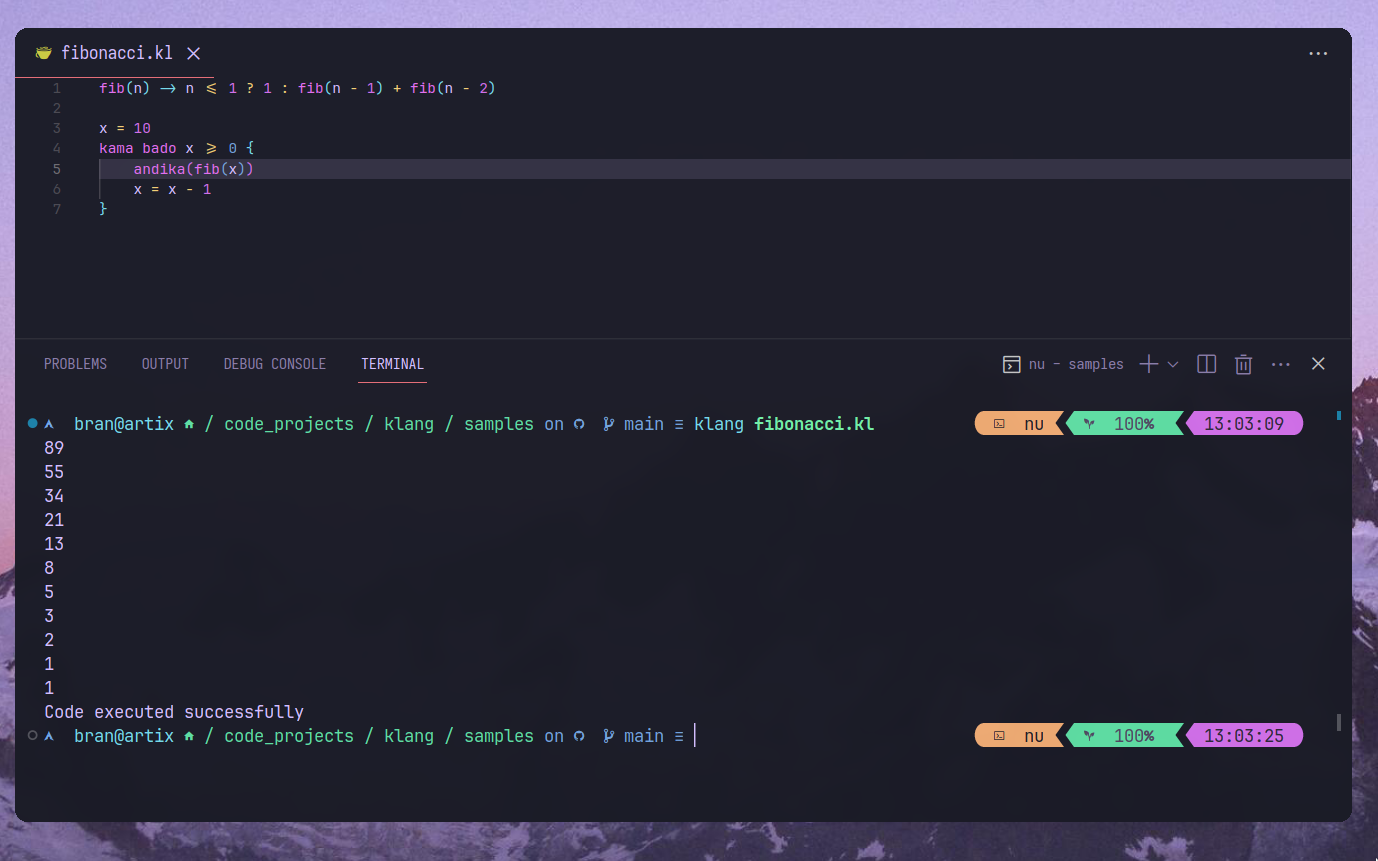 fibonacci.kl
1 fib(n) → n ⩽ 1 ? 1 : fib(n - 1) + fib(n - 2)
2
3 x = 10
4 kama bado x ⩾ 0 {
5 andika(fib(x))
6 x = x - 1
7 }
PROBLEMS OUTPUT DEBUG CONSOLE TERMINAL nu - samples
bran@artix / code_projects / klang / samples on main ≡ klang fibonacci.kl nu 100% 13:03:09
89
55
34
21
13
8
5
3
2
1
1
Code executed successfully
bran@artix / code_projects / klang / samples on main ≡ nu 100% 13:03:25